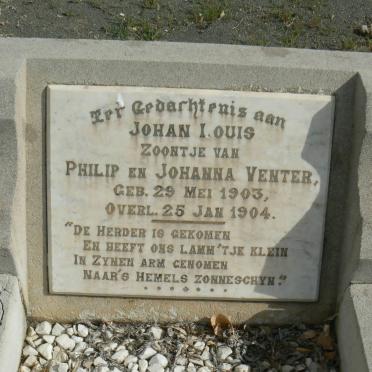 Ter Gedachtenis aan
Johan Louis
Zoontje van
Philip en Johanna Venter,
Geb. 29 Mei 1903,
Overl. 25 Jan 1904.
"De Herder is gekomen
En heeft ons lamm'tje klein
In Zynen arm genomen
Naar's Hemels zonneschyn."